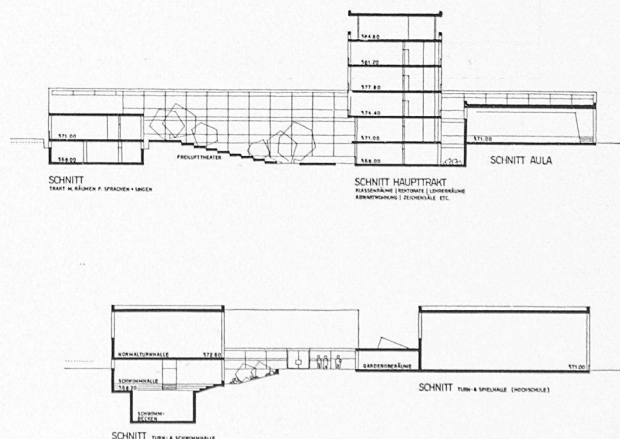 584.60
581.20
577.80
574.40
571.00
571.00
571.00
568.00
568.00
FREILUFTTHEATER
SCHNITT AULA
SCHNITT
TRAKT M. RÄUMEN F. SPRACHEN + SINGEN
SCHNITT HAUPTTRAKT
KLASSENRÄUME | REKTORATE | LEHRERRÄUME
ABWARTWOHNUNG | ZEICHENSÄLE ETC.
NORMALTURNHALLE 572.60
GARDEROBERÄUME
571.00
SCHWIMMHALLE
568.30
SCHNITT TURN- & SPIELHALLE (HOCHSCHULE)
SCHWIMM-
BECKEN
SCHNITT TURN- & SCHWIMMHALLE